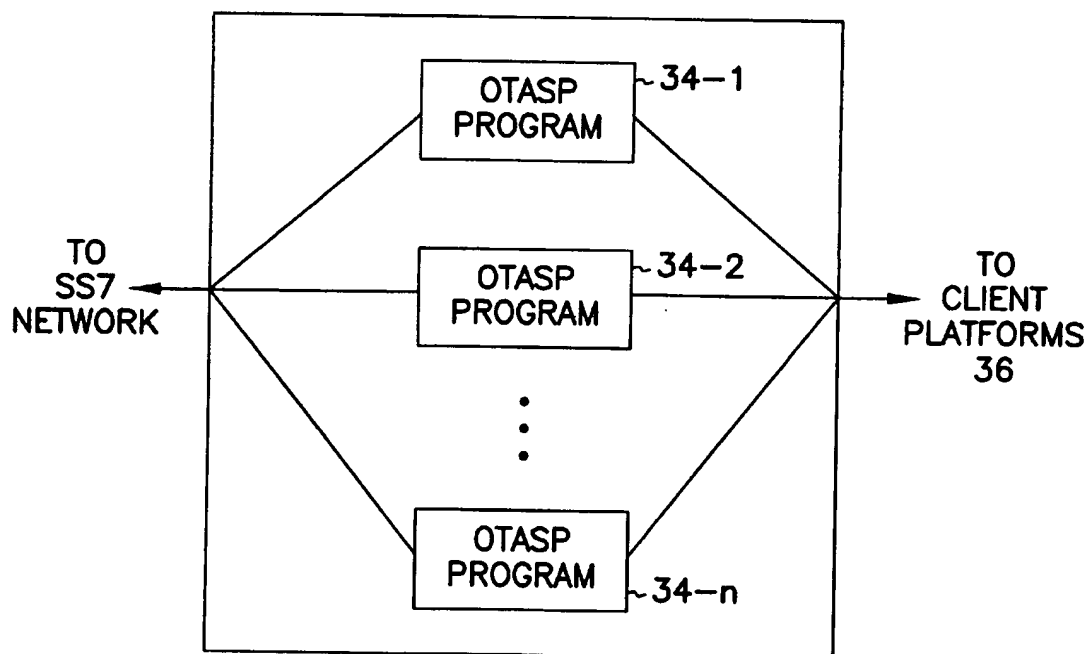 OTASP
PROGRAM
34-1
TO
SS7
NETWORK
OTASP
PROGRAM
34-2
TO
CLIENT
PLATFORMS
36
OTASP
PROGRAM
34-n